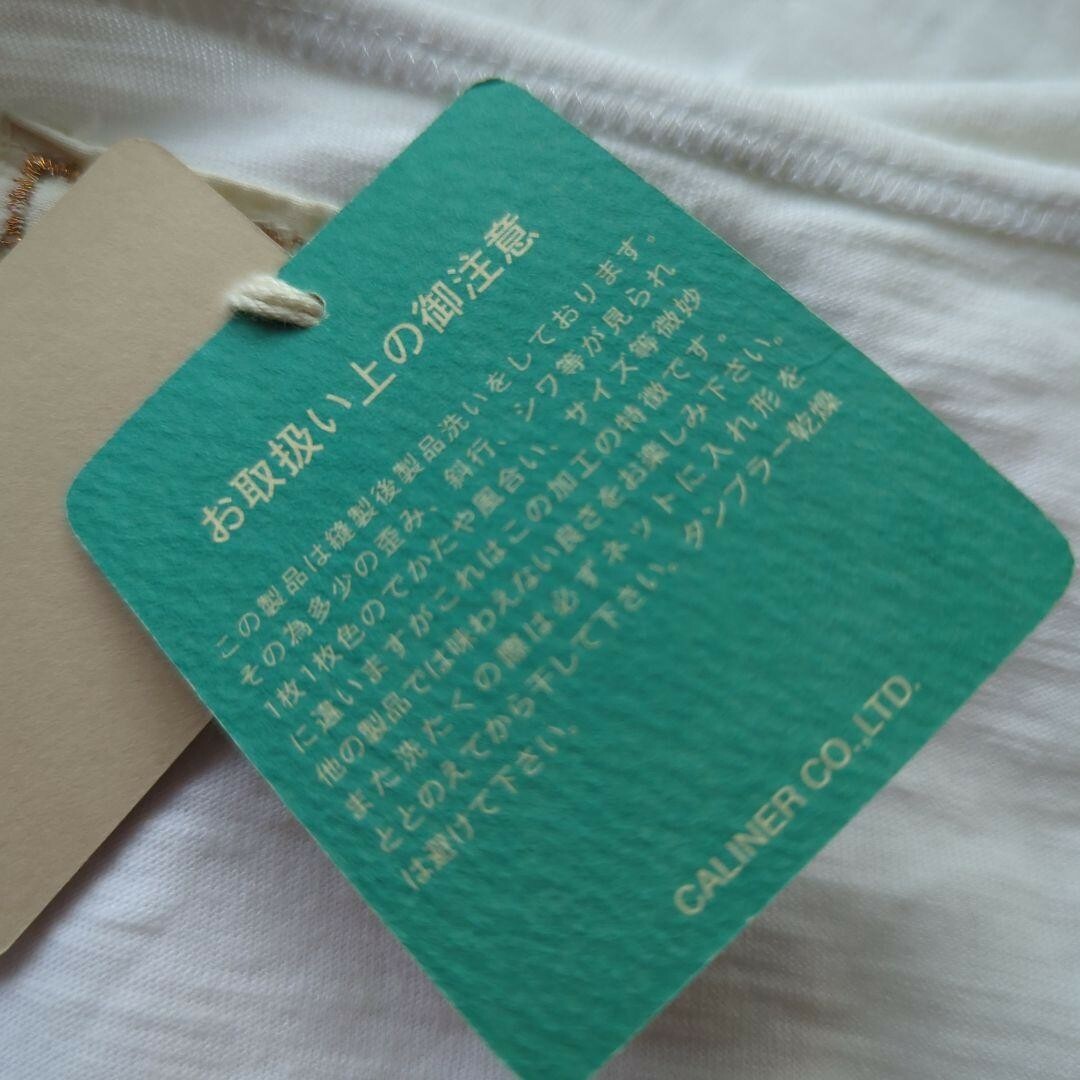 お取扱い上の御注意
この製品は縫製後製品洗いをしております。
その為多少の歪み、斜行、シワ等が見られ
1枚1枚色のでかたや風合い、サイズ等微妙
に違いますがこれはこの加工の特徴です。
他の製品では味わえない良さをお楽しみ下さい。
また洗たくの際は必ずネットに入れ形を
ととのえてから干して下さい。タンブラー乾燥
は避けて下さい。
CALINER CO.,LTD.